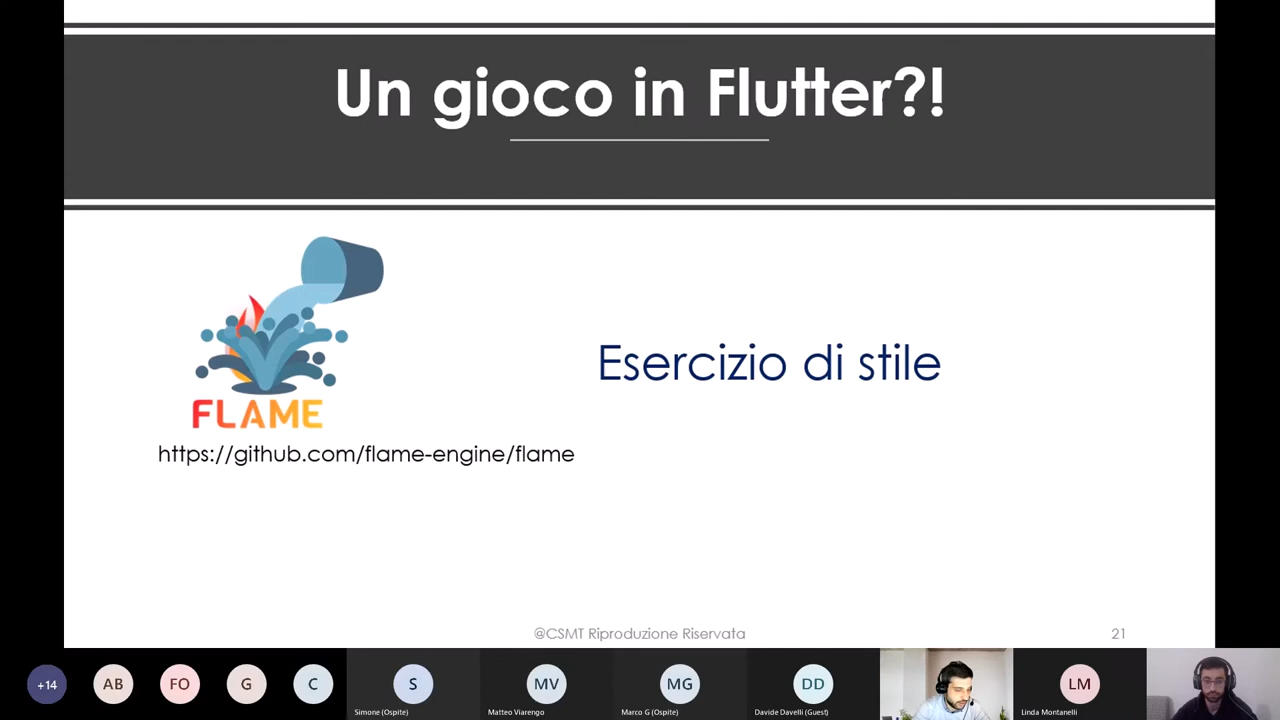 Un gioco in Flutter?!
FLAME
Esercizio di stile
https://github.com/flame-engine/flame
@CSMT Riproduzione Riservata
21
+14
AB
FO
G
C
S
MV
MG
DD
LM
Simone (Ospite)
Matteo Viarengo
Marco G (Ospite)
Davide Davelli (Guest)
Linda Montanelli